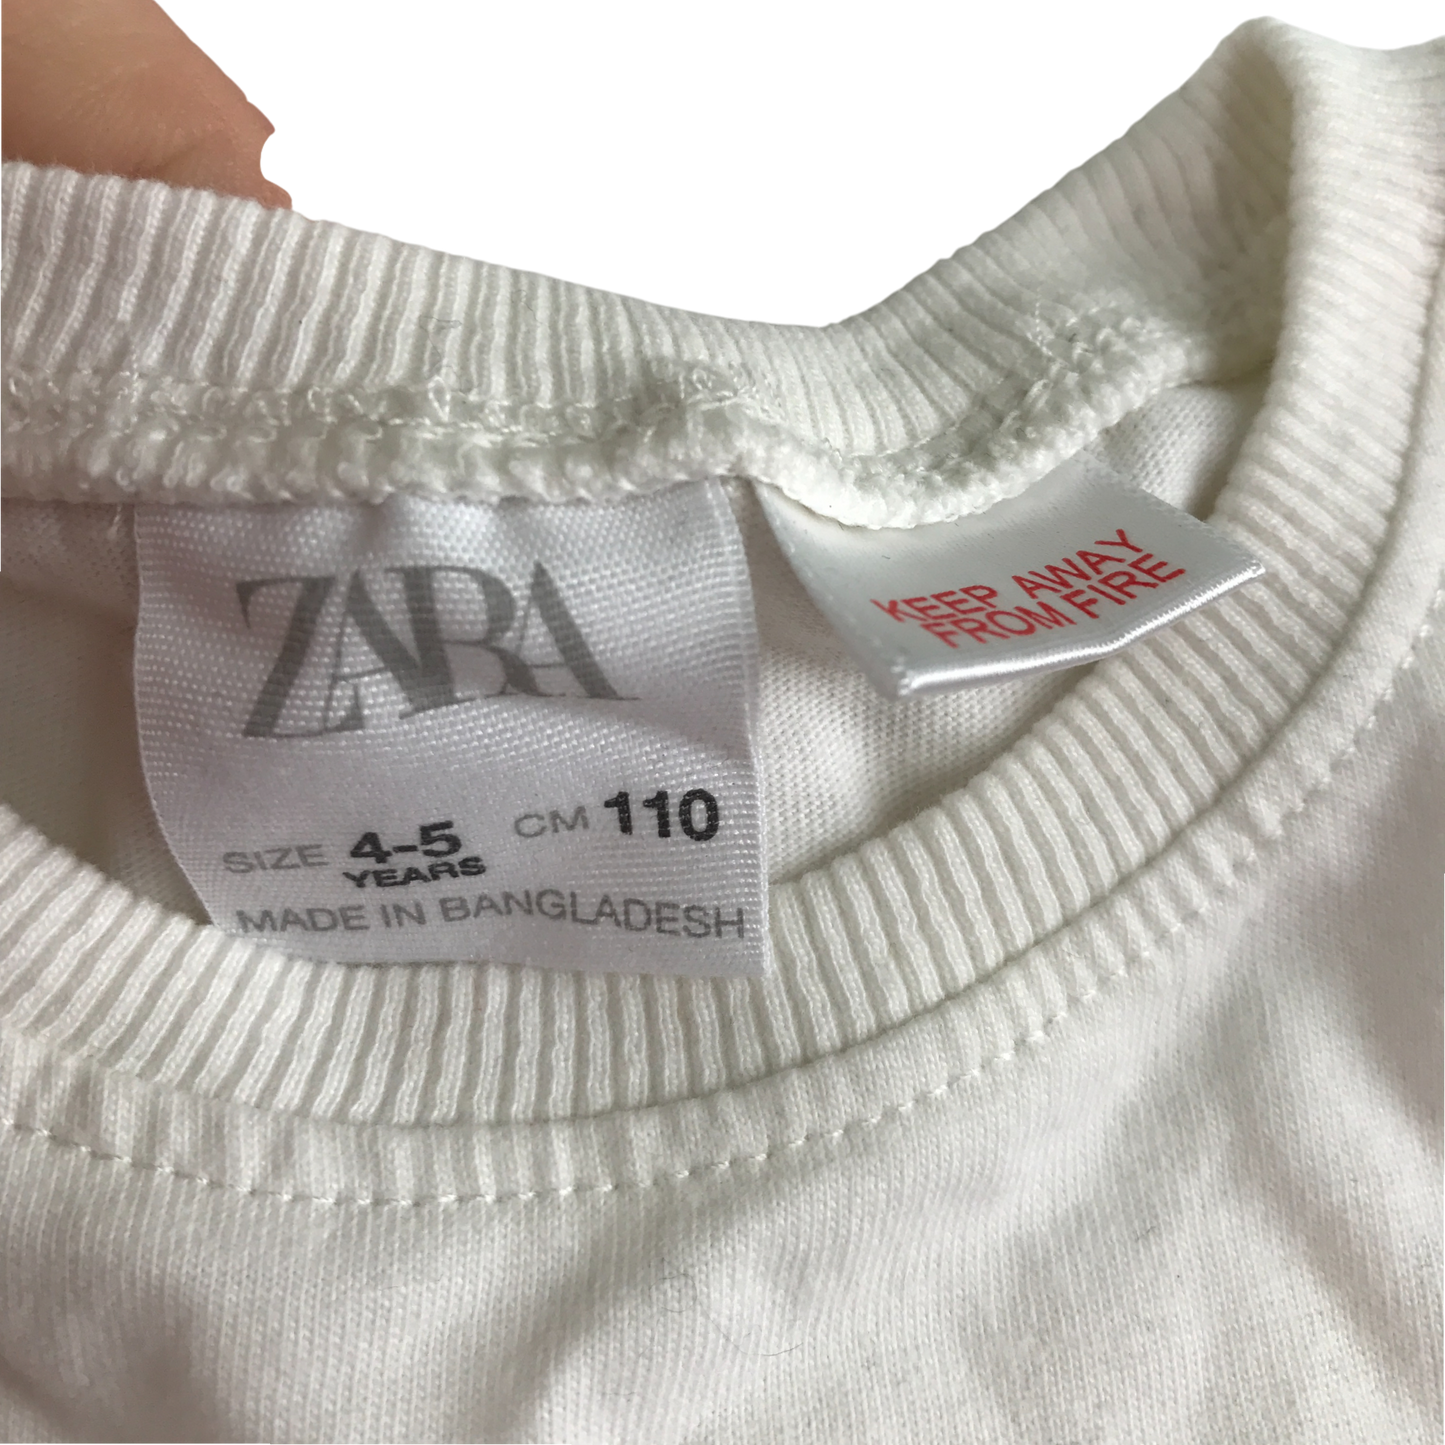 ZARA
SIZE 4-5 CM 110
YEARS
MADE IN BANGLADESH
KEEP AWAY
FROM FIRE